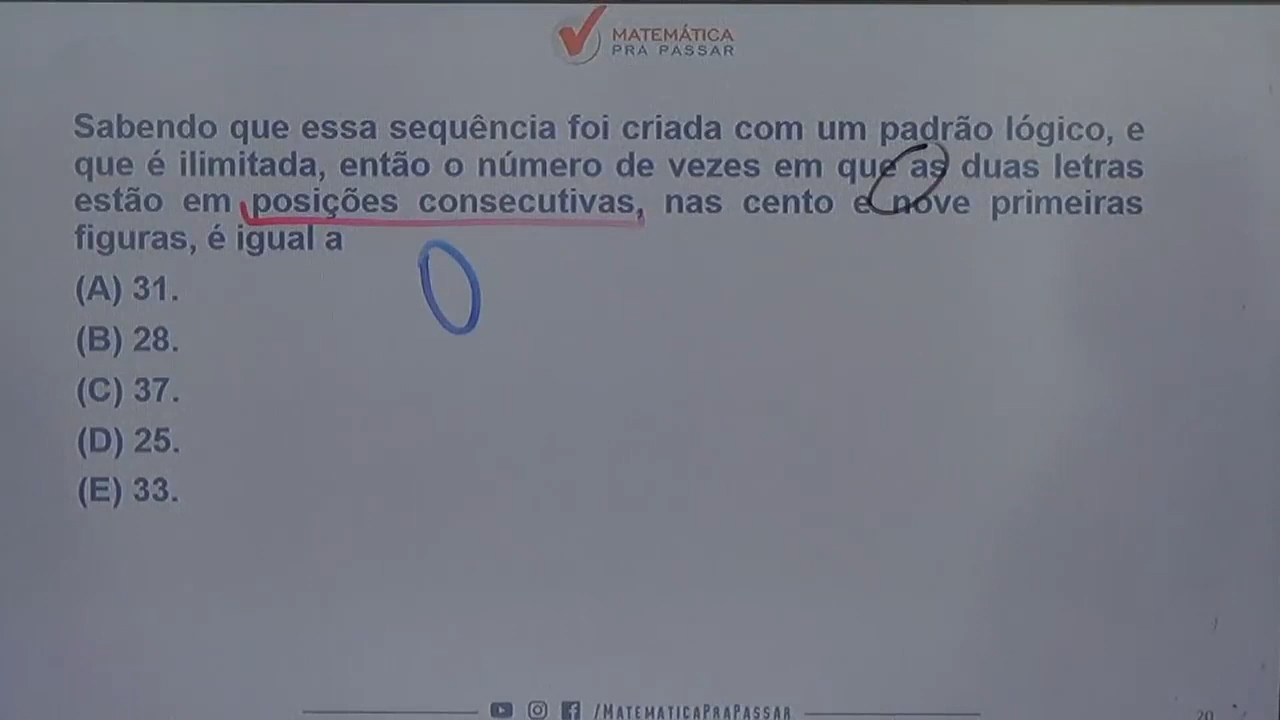 MATEMÁTICA
PRA PASSAR
Sabendo que essa sequência foi criada com um padrão lógico, e
que é ilimitada, então o número de vezes em que as duas letras
estão em posições consecutivas, nas cento e nove primeiras
figuras, é igual a
(A) 31.
(B) 28.
(C) 37.
(D) 25.
(E) 33.
/MATEMATICAPRAPASSAR
20